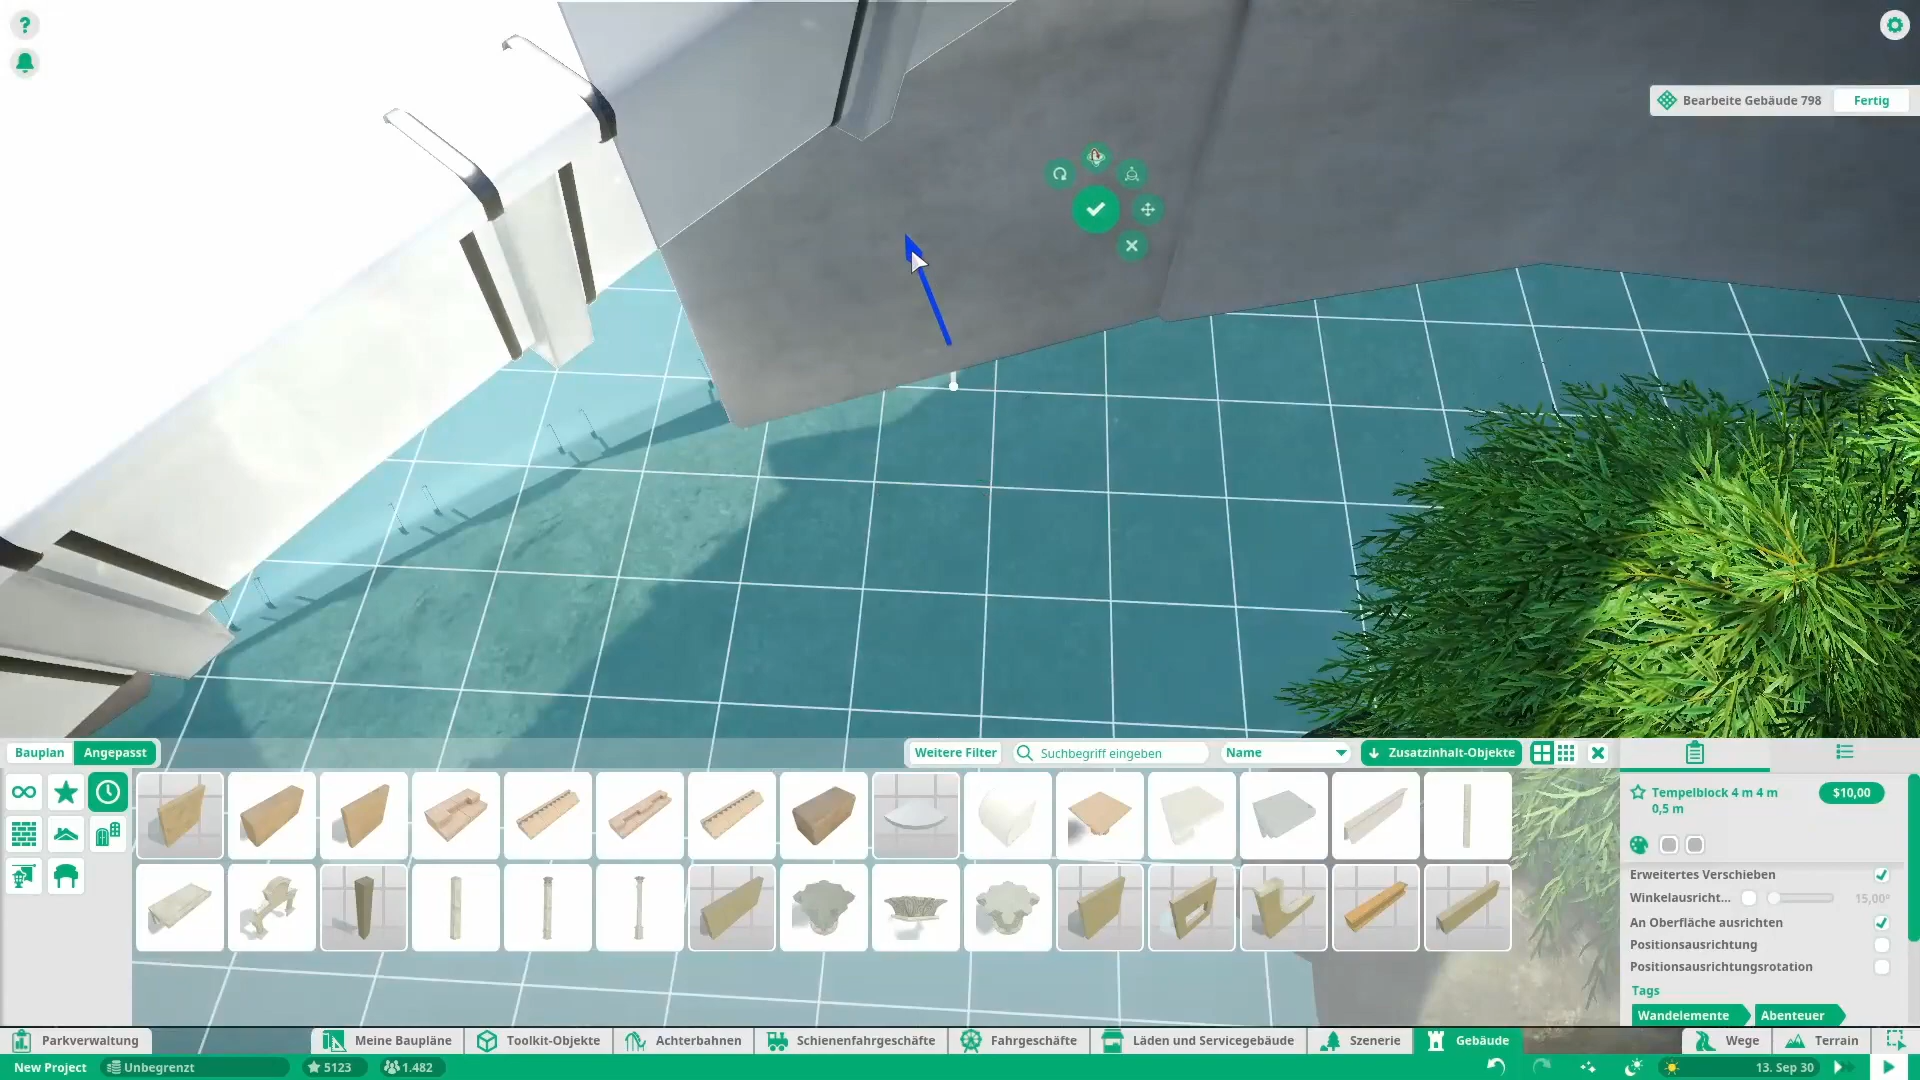 ?
Bearbeite Gebäude 798
Fertig
Bauplan
Angepasst
Weitere Filter
Suchbegriff eingeben
Name
Zusatzinhalt-Objekte
Tempelblock 4 m 4 m
0,5 m
$10,00
Erweitertes Verschieben
Winkelausricht...
15,00°
An Oberfläche ausrichten
Positionsausrichtung
Positionsausrichtungsrotation
Tags
Wandelemente
Abenteuer
Parkverwaltung
Meine Baupläne
Toolkit-Objekte
Achterbahnen
Schienenfahrgeschäfte
Fahrgeschäfte
Läden und Servicegebäude
Szenerie
Gebäude
Wege
Terrain
New Project
Unbegrenzt
5123
1.482
13. Sep 30